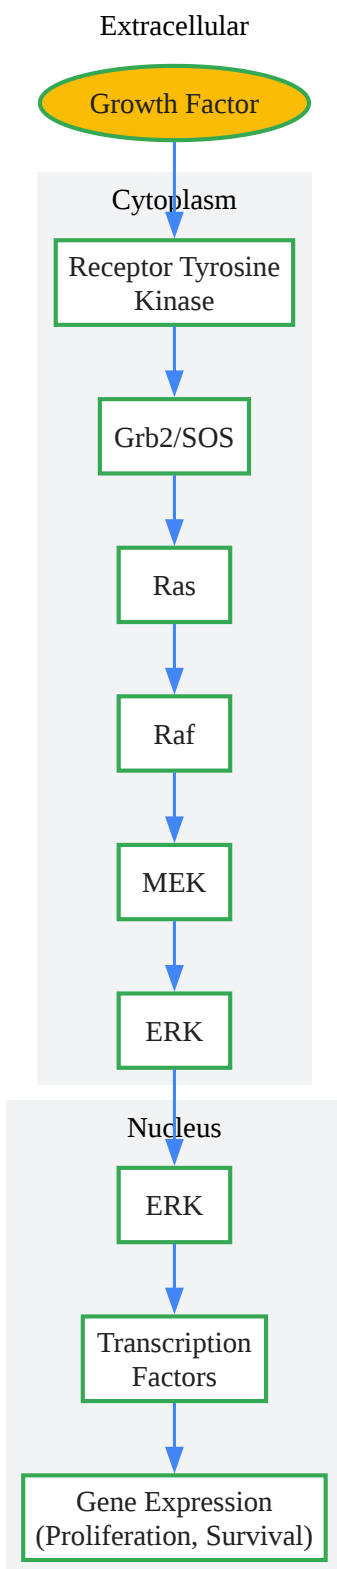 Extracellular
Growth Factor
Cytoplasm
Receptor Tyrosine
Kinase
Grb2/SOS
Ras
Raf
MEK
ERK
Nucleus
ERK
Transcription
Factors
Gene Expression
(Proliferation, Survival)